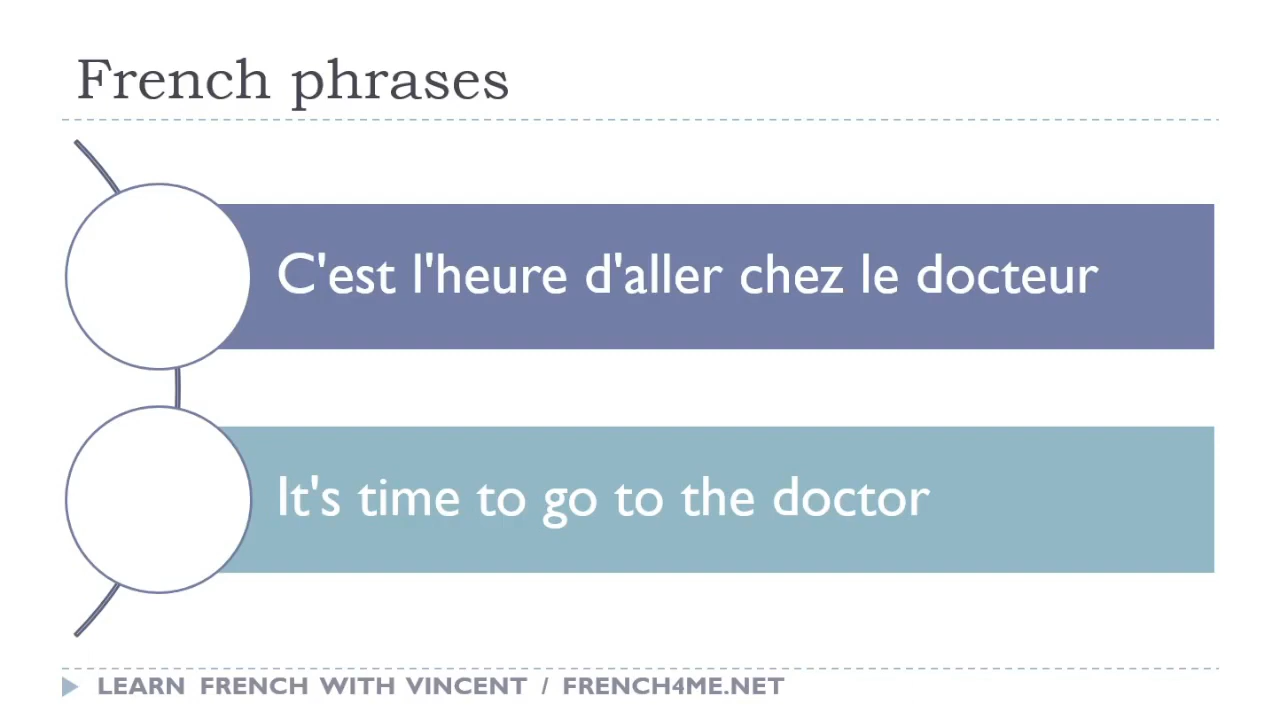 French phrases
C'est l'heure d'aller chez le docteur
It's time to go to the doctor
LEARN FRENCH WITH VINCENT / FRENCH4ME.NET